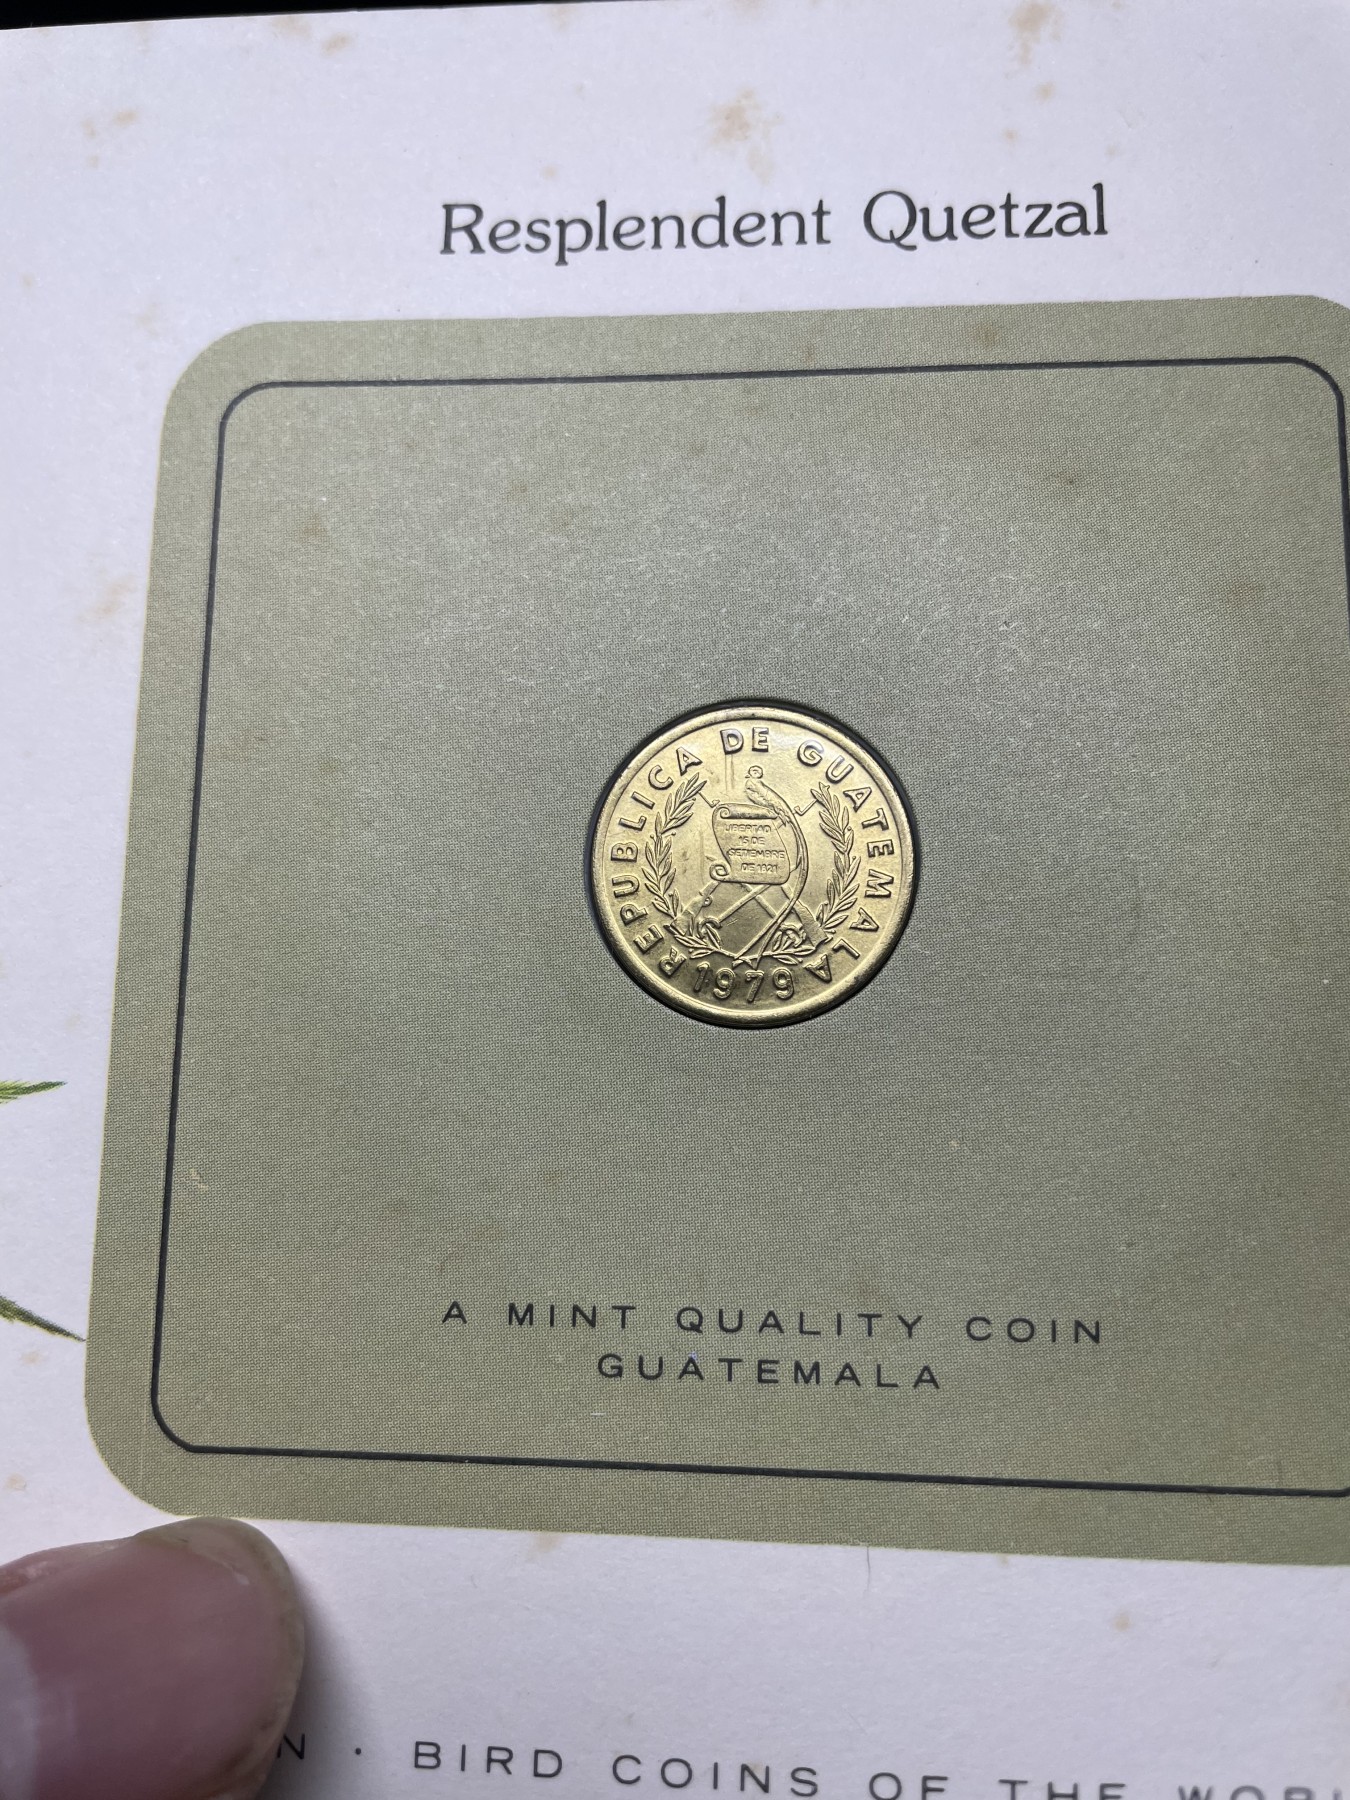 Resplendent Quetzal
REPUBLICA DE GUATEMALA
LIBERTAD
15 DE
SETIEMBRE
DE 1821
1979
A MINT QUALITY COIN
GUATEMALA
· BIRD COINS OF THE